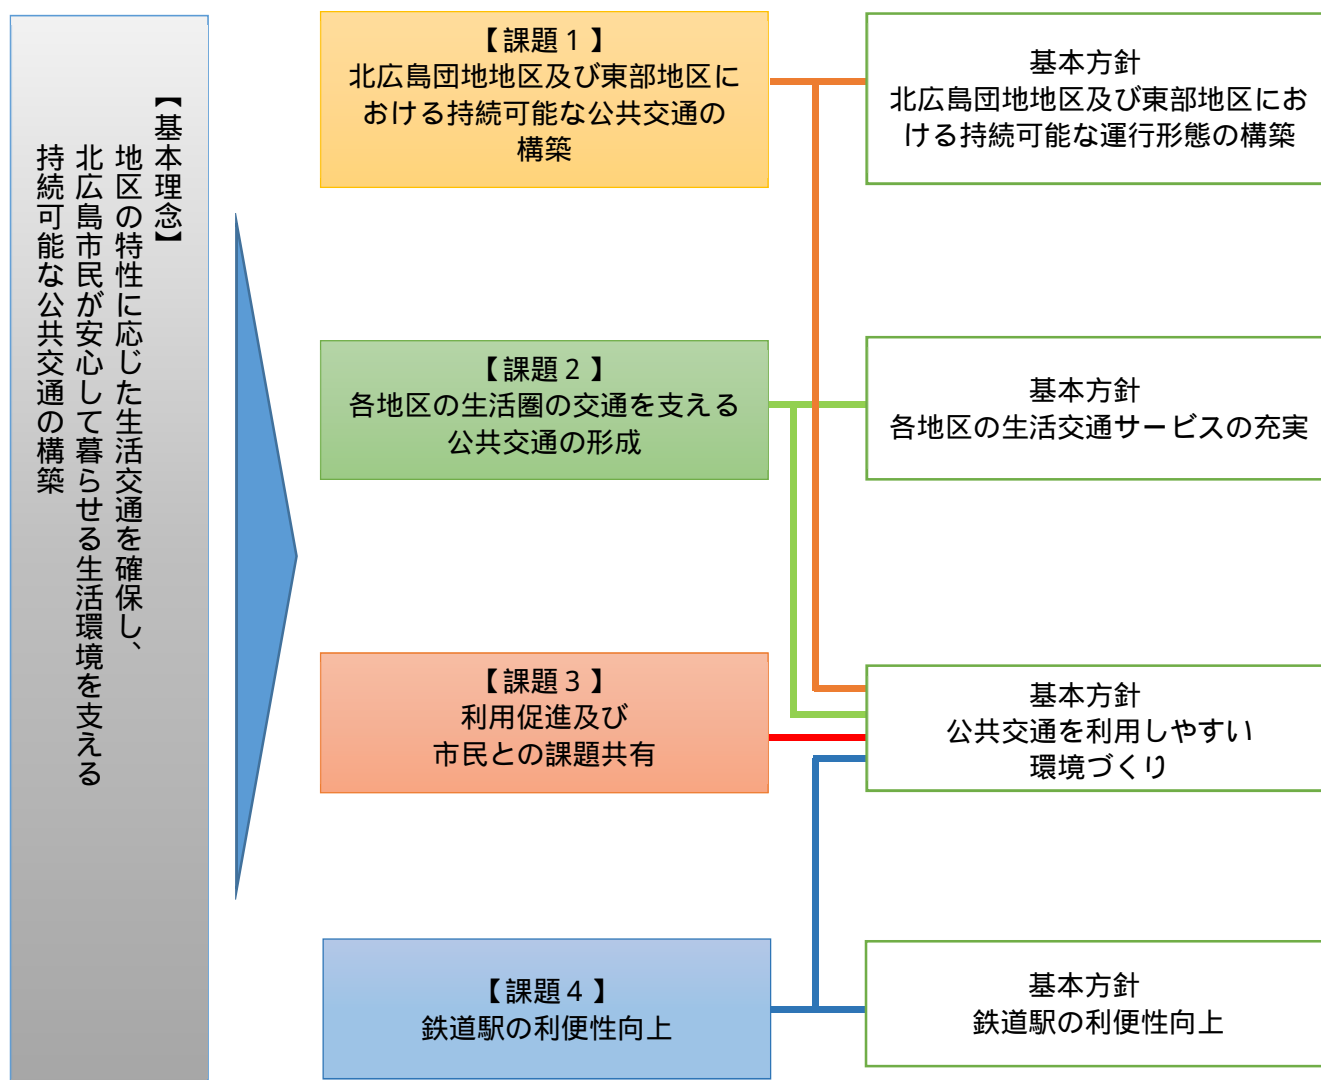 【基本理念】
地区の特性に応じた生活交通を確保し、
北広島市民が安心して暮らせる生活環境を支える
持続可能な公共交通の構築
【課題１】
北広島団地地区及び東部地区に
おける持続可能な公共交通の
構築
基本方針
北広島団地地区及び東部地区にお
ける持続可能な運行形態の構築
【課題２】
各地区の生活圏の交通を支える
公共交通の形成
基本方針
各地区の生活交通サービスの充実
【課題３】
利用促進及び
市民との課題共有
基本方針
公共交通を利用しやすい
環境づくり
【課題４】
鉄道駅の利便性向上
基本方針
鉄道駅の利便性向上